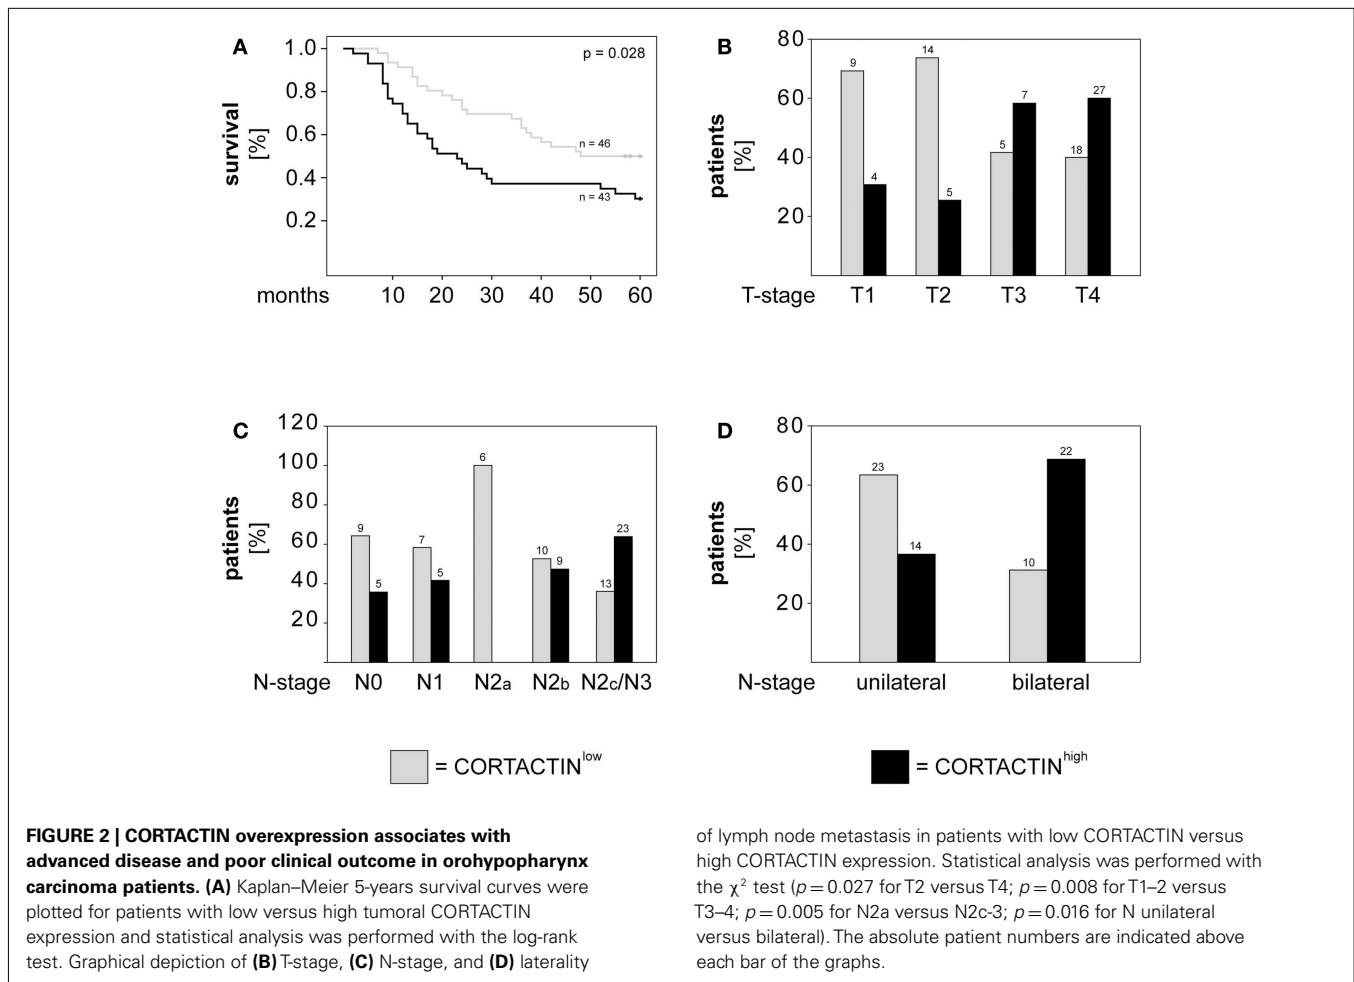 A
1.0
0.8
0.6
0.4
0.2
survival
[%]
p = 0.028
n = 46
n = 43
months 10 20 30 40 50 60
B
80
60
40
20
patients
[%]
9
4
14
5
5
7
18
27
T-stage T1 T2 T3 T4
C
120
100
80
60
40
20
patients
[%]
9
5
7
5
6
10
9
13
23
N-stage N0 N1 N2a N2b N2c/N3
D
80
60
40
20
patients
[%]
23
14
10
22
N-stage unilateral bilateral
= CORTACTIN^low
= CORTACTIN^high
FIGURE 2 | CORTACTIN overexpression associates with
advanced disease and poor clinical outcome in orohypopharynx
carcinoma patients. (A) Kaplan–Meier 5-years survival curves were
plotted for patients with low versus high tumoral CORTACTIN
expression and statistical analysis was performed with the log-rank
test. Graphical depiction of (B) T-stage, (C) N-stage, and (D) laterality
of lymph node metastasis in patients with low CORTACTIN versus
high CORTACTIN expression. Statistical analysis was performed with
the χ² test (p = 0.027 for T2 versus T4; p = 0.008 for T1–2 versus
T3–4; p = 0.005 for N2a versus N2c-3; p = 0.016 for N unilateral
versus bilateral). The absolute patient numbers are indicated above
each bar of the graphs.